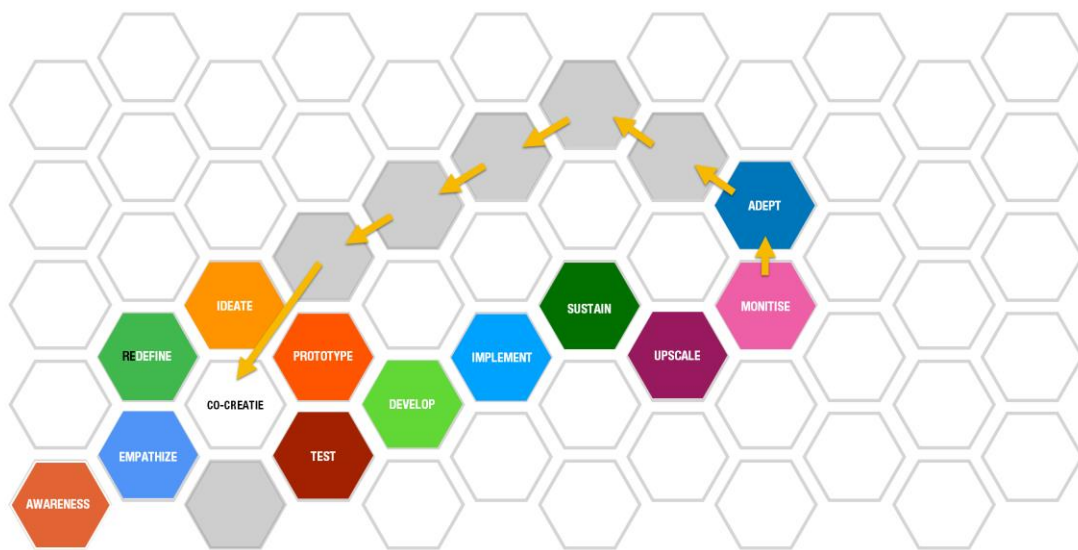 ADEPT
IDEATE
SUSTAIN
MONITISE
REDEFINE
PROTOTYPE
IMPLEMENT
UPSCALE
CO-CREATIE
DEVELOP
EMPATHIZE
TEST
AWARENESS